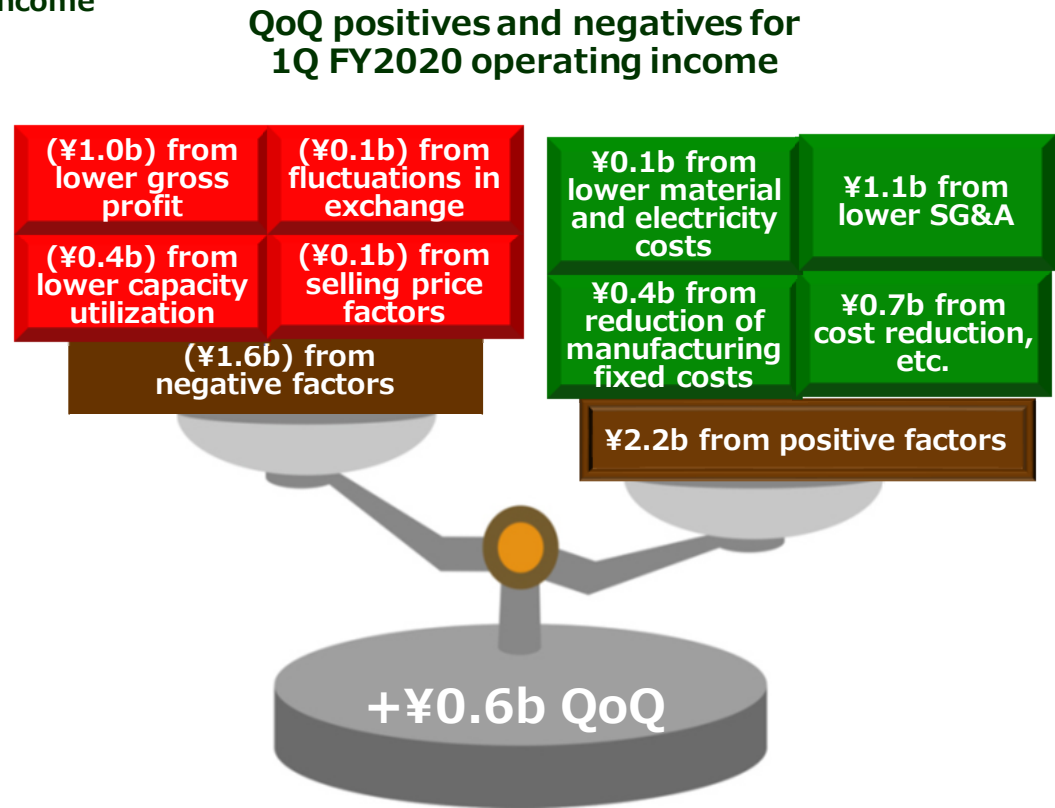 QoQ positives and negatives for
1Q FY2020 operating income
(¥1.0b) from
lower gross
profit
(¥0.1b) from
fluctuations in
exchange
(¥0.4b) from
lower capacity
utilization
(¥0.1b) from
selling price
factors
(¥1.6b) from
negative factors
¥0.1b from
lower material
and electricity
costs
¥1.1b from
lower SG&A
¥0.4b from
reduction of
manufacturing
fixed costs
¥0.7b from
cost reduction,
etc.
¥2.2b from positive factors
+¥0.6b QoQ